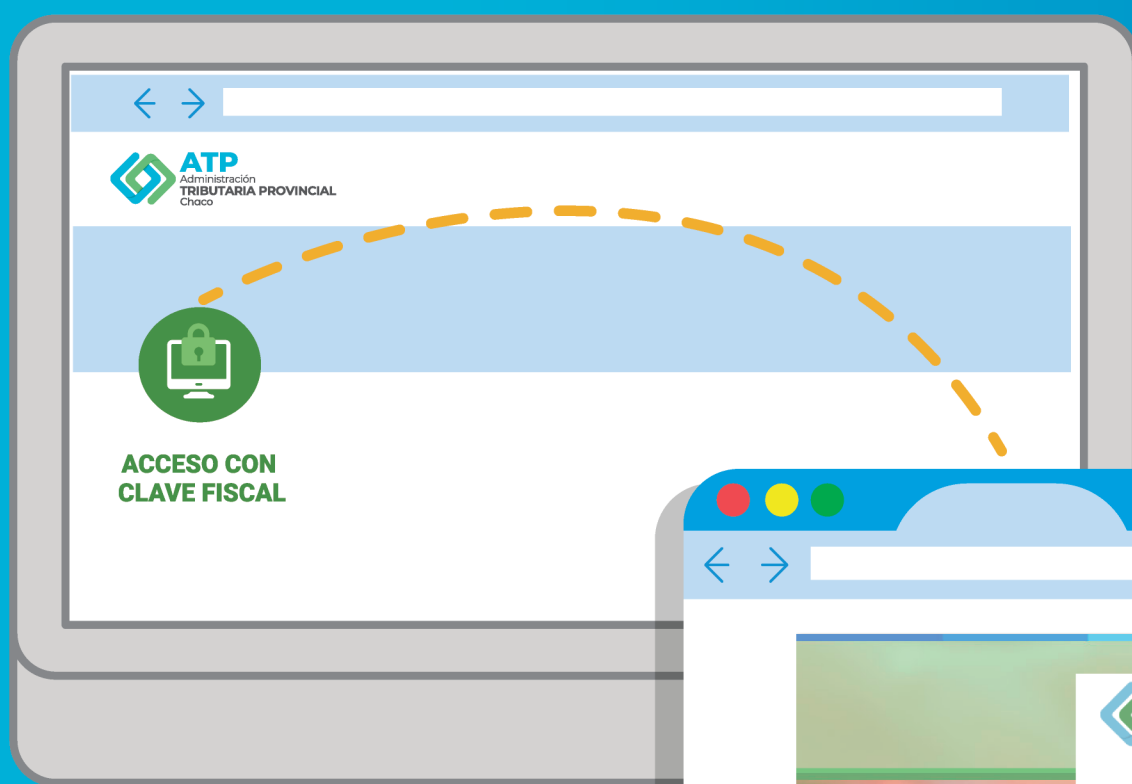 ATP
Administración
TRIBUTARIA PROVINCIAL
Chaco
ACCESO CON
CLAVE FISCAL